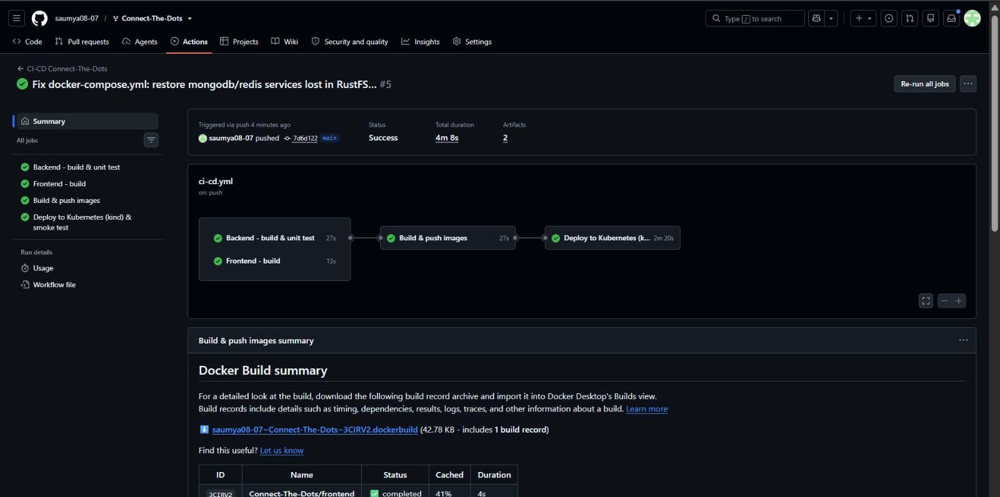 saumya08-07 / Connect-The-Dots
Type / to search
Code Pull requests Agents Actions Projects Wiki Security and quality Insights Settings
CI-CD Connect-The-Dots
Fix docker-compose.yml: restore mongodb/redis services lost in RustFS... #5
Re-run all jobs
Summary
All jobs
Backend - build & unit test
Frontend - build
Build & push images
Deploy to Kubernetes (kind) &
smoke test
Run details
Usage
Workflow file
Triggered via push 4 minutes ago
saumya08-07 pushed 7d6d122 main
Status
Success
Total duration
4m 8s
Artifacts
2
ci-cd.yml
on: push
Backend - build & unit test 27s
Frontend - build 13s
Build & push images 27s
Deploy to Kubernetes (k... 2m 20s
Build & push images summary
Docker Build summary
For a detailed look at the build, download the following build record archive and import it into Docker Desktop's Builds view.
Build records include details such as timing, dependencies, results, logs, traces, and other information about a build. Learn more
saumya08-07~Connect-The-Dots~3CIRV2.dockerbuild (42.78 KB - includes 1 build record)
Find this useful? Let us know
ID Name Status Cached Duration
3CIRV2 Connect-The-Dots/frontend completed 41% 4s